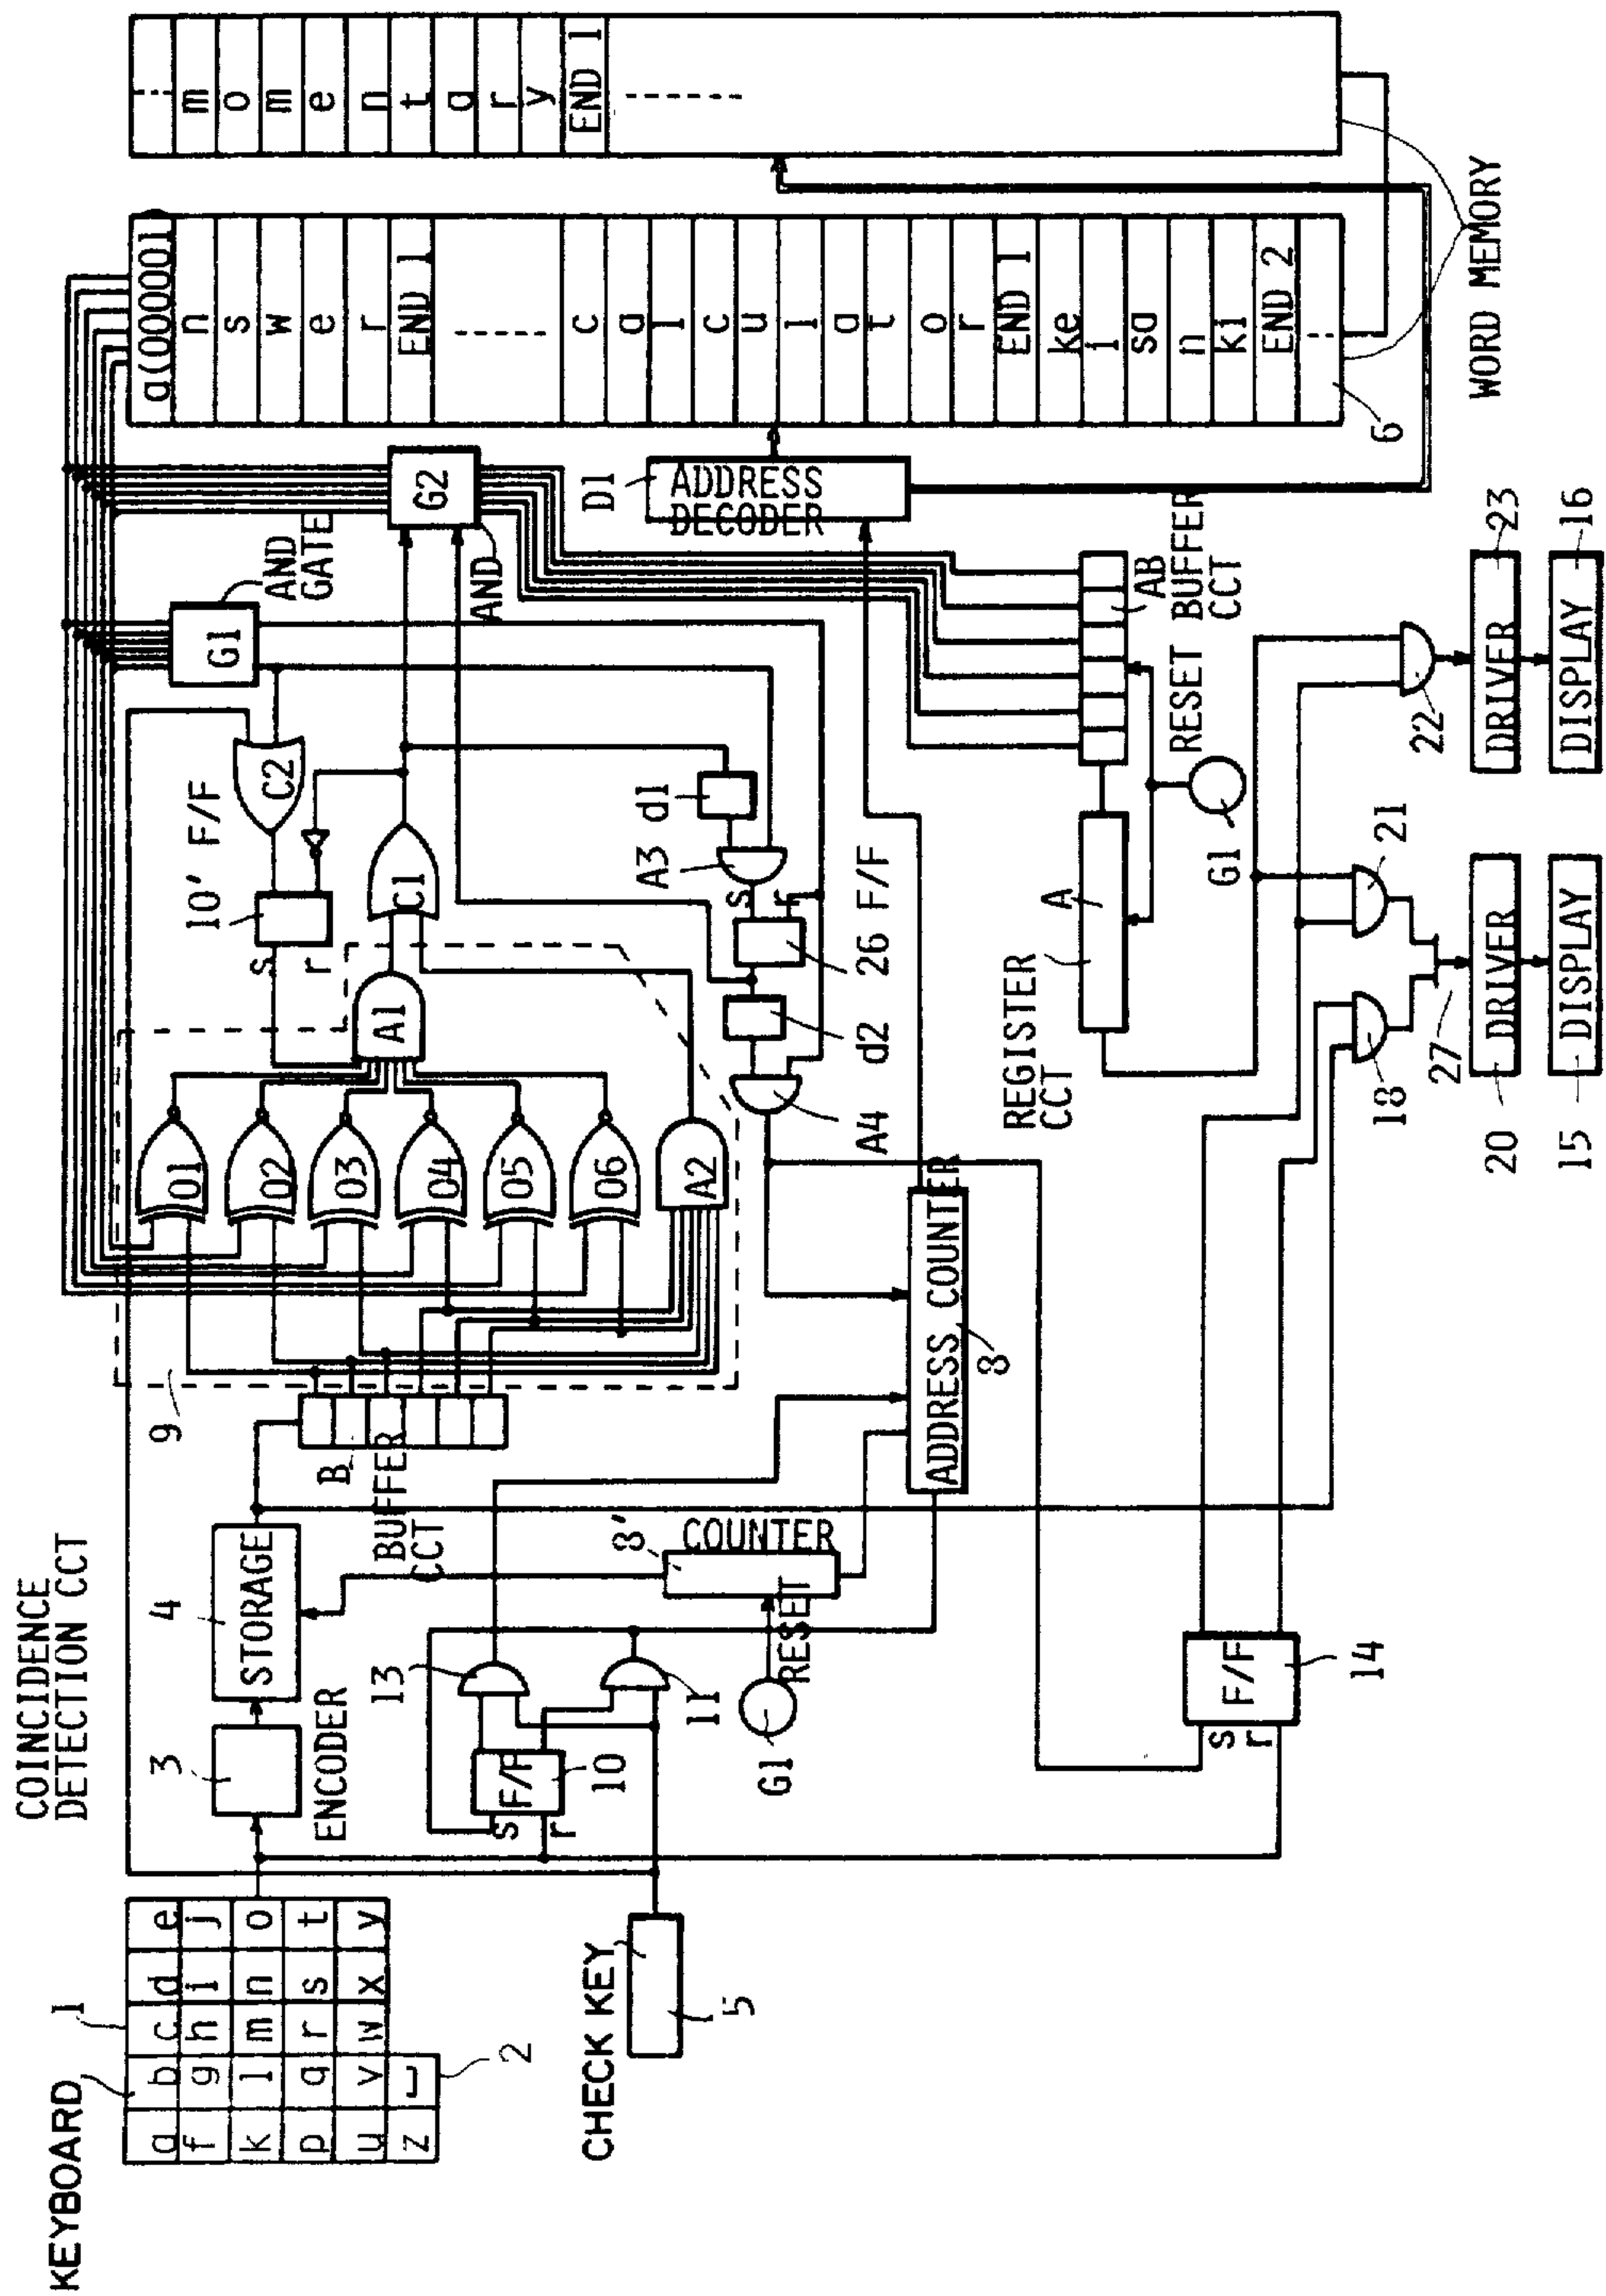 KEYBOARD
1
a b c d e
f g h i j
k l m n o
p q r s t
u v w x y
z ⌴
2
CHECK KEY
5
COINCIDENCE
DETECTION CCT
3
ENCODER
4
STORAGE
B
BUFFER
CCT
9
F/F
s
r
10
13
11
G1
RESET
8'
COUNTER
ADDRESS COUNTER
8
O1
O2
O3
O4
O5
O6
A2
A1
C1
10' F/F
s
r
C2
G1
AND
GATE
G2
AND
d1
A3
s
r
26 F/F
d2
A4
D1
ADDRESS
DECODER
a(000001)
n
s
w
e
r
END 1
c
a
l
c
u
l
a
t
o
r
END 1
ke
i
sa
n
ki
END 2
6
m
o
m
e
n
t
a
r
y
END 1
WORD MEMORY
REGISTER
CCT
A
AB
BUFFER
CCT
RESET
G1
F/F
s
r
14
18
21
22
27
20
DRIVER
15
DISPLAY
23
DRIVER
16
DISPLAY